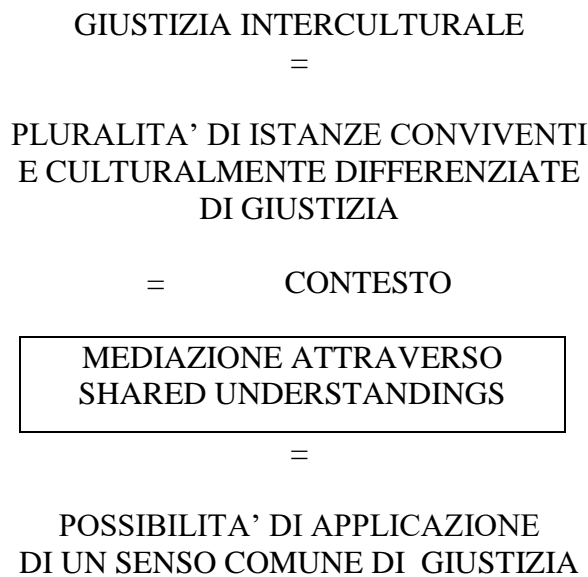 GIUSTIZIA INTERCULTURALE
=
PLURALITA’ DI ISTANZE CONVIVENTI
E CULTURALMENTE DIFFERENZIATE
DI GIUSTIZIA
= CONTESTO
MEDIAZIONE ATTRAVERSO
SHARED UNDERSTANDINGS
=
POSSIBILITA’ DI APPLICAZIONE
DI UN SENSO COMUNE DI GIUSTIZIA